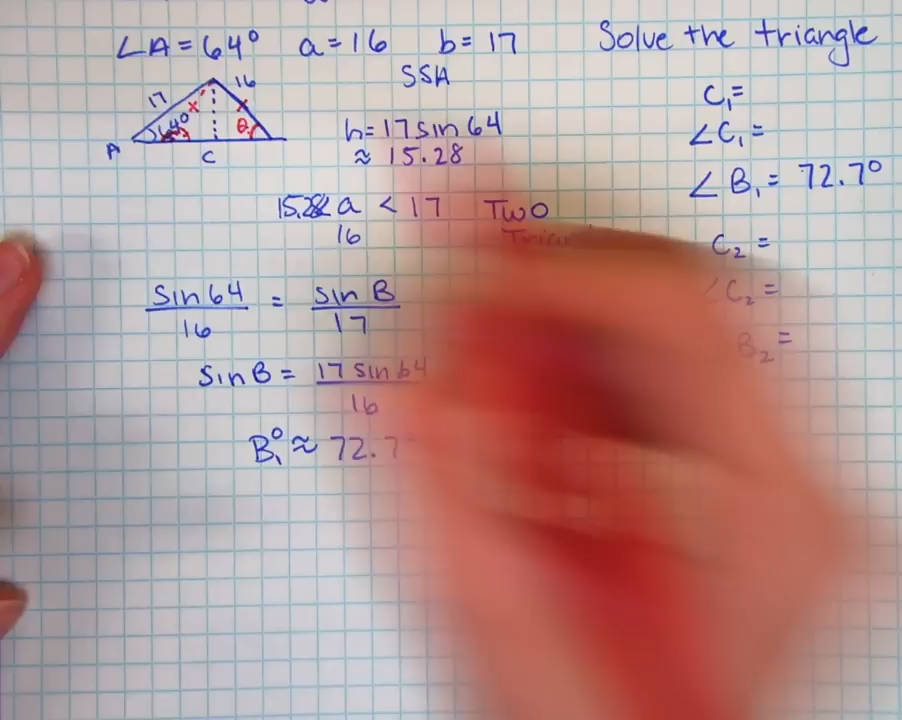 ∠A = 64° a = 16 b = 17 Solve the triangle
SSA
17 16
64° θ
A C
h = 17 sin 64
≈ 15.28
15.28 < a < 17 Two
16
C₁ =
∠C₁ =
∠B₁ = 72.7°
C₂ =
∠C₂ =
B₂ =
sin 64 / 16 = sin B / 17
sin B = 17 sin 64 / 16
B₁° ≈ 72.7